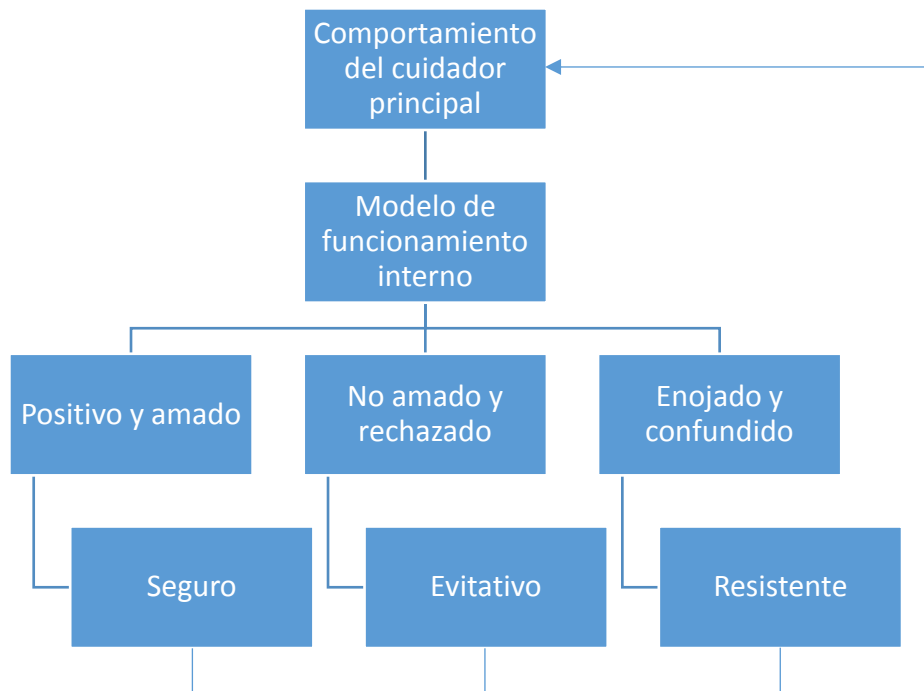 Comportamiento
del cuidador
principal
Modelo de
funcionamiento
interno
Positivo y amado
No amado y
rechazado
Enojado y
confundido
Seguro
Evitativo
Resistente